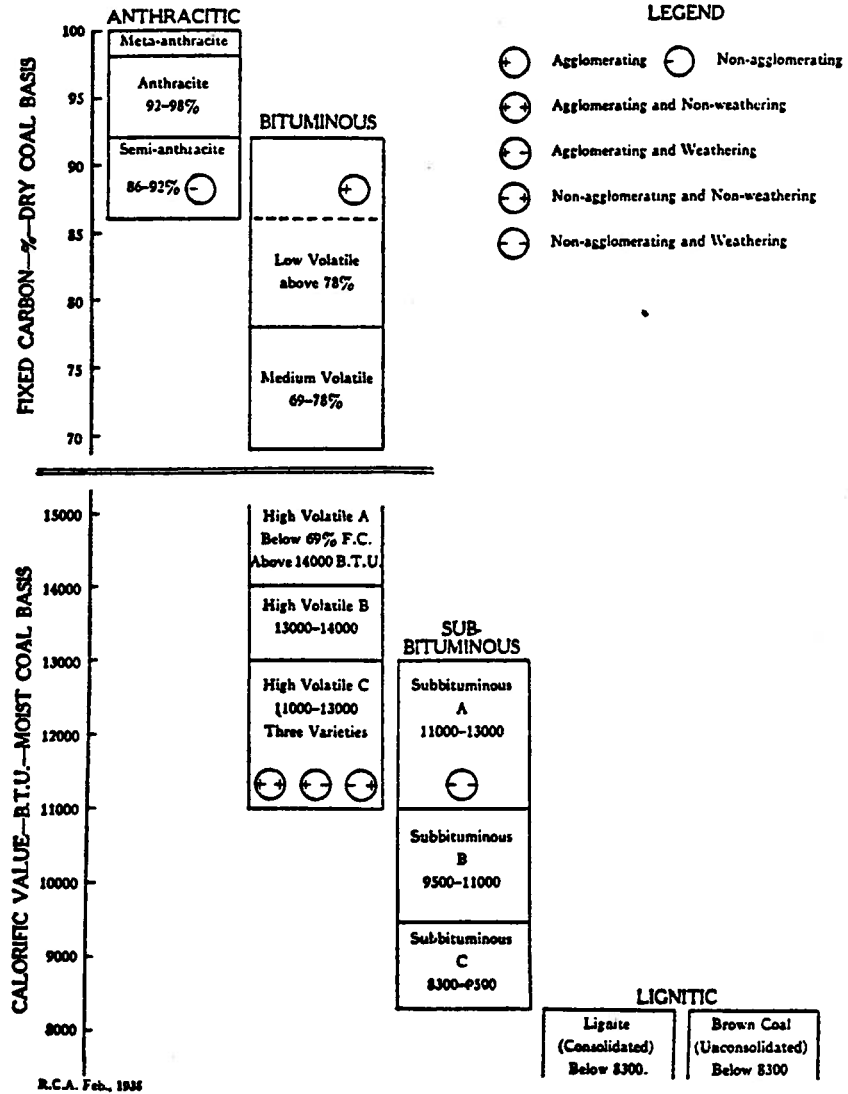 ANTHRACITIC
FIXED CARBON—%—DRY COAL BASIS
100
95
90
85
80
75
70
Meta-anthracite
Anthracite
92-98%
Semi-anthracite
86-92% -
BITUMINOUS
+
Low Volatile
above 78%
Medium Volatile
69-78%
LEGEND
+ Agglomerating - Non-agglomerating
+ + Agglomerating and Non-weathering
+ - Agglomerating and Weathering
- + Non-agglomerating and Non-weathering
- - Non-agglomerating and Weathering
CALORIFIC VALUE—B.T.U.—MOIST COAL BASIS
15000
14000
13000
12000
11000
10000
9000
8000
High Volatile A
Below 69% F.C.
Above 14000 B.T.U.
High Volatile B
13000-14000
High Volatile C
11000-13000
Three Varieties
+ + + - - +
SUB-
BITUMINOUS
Subbituminous
A
11000-13000
- -
Subbituminous
B
9500-11000
Subbituminous
C
8300-9500
LIGNITIC
Lignite
(Consolidated)
Below 8300.
Brown Coal
(Unconsolidated)
Below 8300
R.C.A. Feb.,